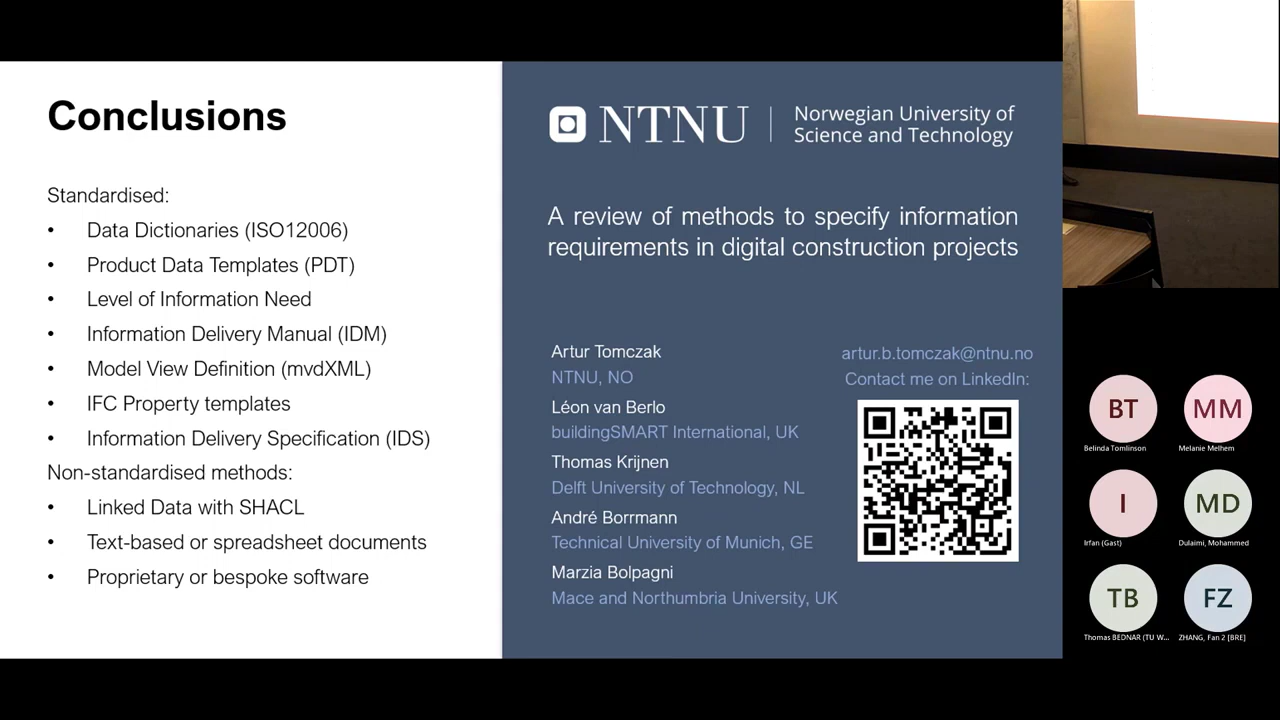 Conclusions
Standardised:
• Data Dictionaries (ISO12006)
• Product Data Templates (PDT)
• Level of Information Need
• Information Delivery Manual (IDM)
• Model View Definition (mvdXML)
• IFC Property templates
• Information Delivery Specification (IDS)
Non-standardised methods:
• Linked Data with SHACL
• Text-based or spreadsheet documents
• Proprietary or bespoke software
NTNU
Norwegian University of
Science and Technology
A review of methods to specify information
requirements in digital construction projects
Artur Tomczak
NTNU, NO
Léon van Berlo
buildingSMART International, UK
Thomas Krijnen
Delft University of Technology, NL
André Borrmann
Technical University of Munich, GE
Marzia Bolpagni
Mace and Northumbria University, UK
artur.b.tomczak@ntnu.no
Contact me on LinkedIn:
BT
Belinda Tomlinson
MM
Melanie Melhem
I
Irfan (Gast)
MD
Dulaimi, Mohammed
TB
Thomas BEDNAR (TU W...
FZ
ZHANG, Fan 2 [BRE]